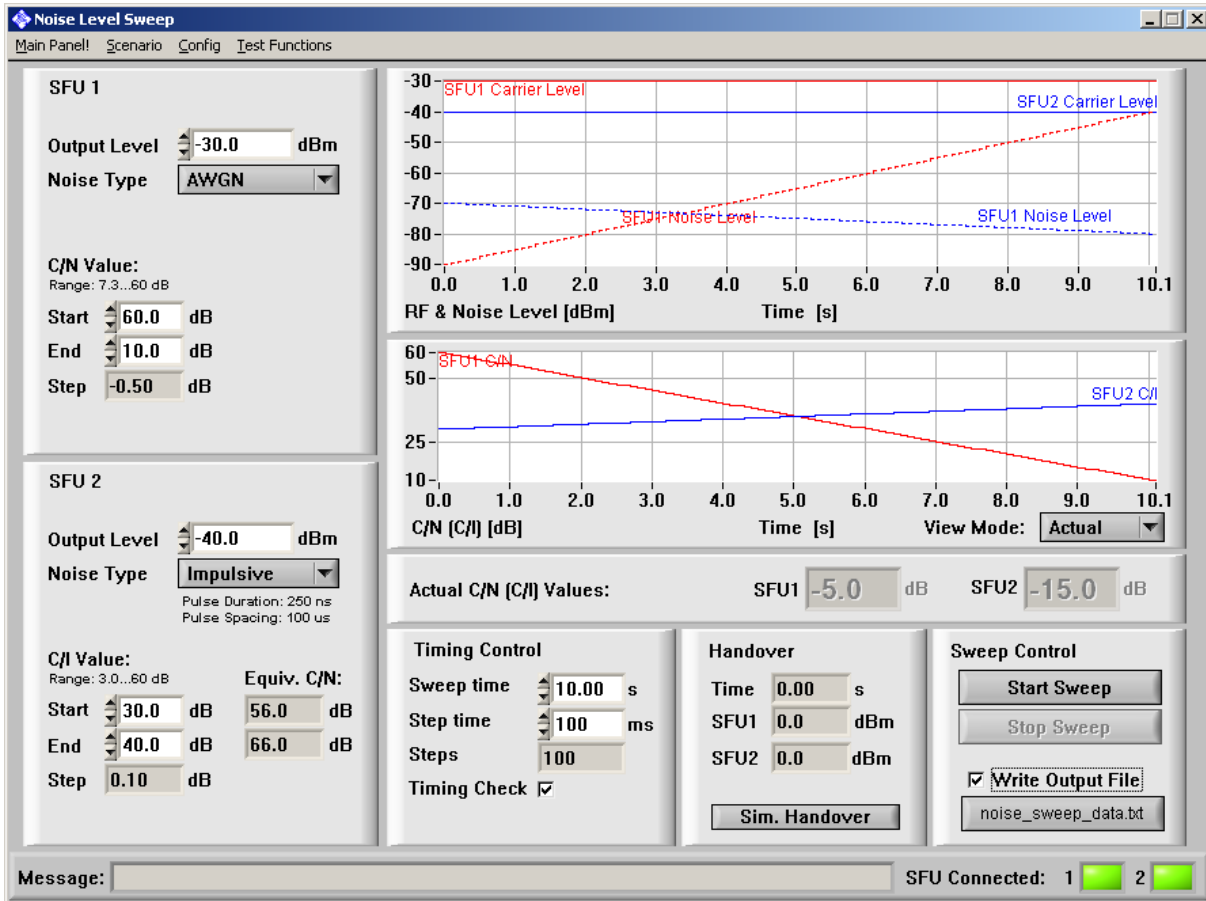 Noise Level Sweep
Main Panel! Scenario Config Test Functions
SFU 1
Output Level -30.0 dBm
Noise Type AWGN
C/N Value:
Range: 7.3...60 dB
Start 60.0 dB
End 10.0 dB
Step -0.50 dB
SFU 2
Output Level -40.0 dBm
Noise Type Impulsive
Pulse Duration: 250 ns
Pulse Spacing: 100 us
C/I Value:
Range: 3.0...60 dB
Equiv. C/N:
Start 30.0 dB 56.0 dB
End 40.0 dB 66.0 dB
Step 0.10 dB
-30
SFU1 Carrier Level
SFU2 Carrier Level
-40
-50
-60
-70
SFU1 Noise Level
SFU1 Noise Level
-80
-90
0.0 1.0 2.0 3.0 4.0 5.0 6.0 7.0 8.0 9.0 10.1
RF & Noise Level [dBm] Time [s]
60
SFU1 C/N
50
SFU2 C/I
25
10
0.0 1.0 2.0 3.0 4.0 5.0 6.0 7.0 8.0 9.0 10.1
C/N (C/I) [dB] Time [s] View Mode: Actual
Actual C/N (C/I) Values: SFU1 -5.0 dB SFU2 -15.0 dB
Timing Control
Sweep time 10.00 s
Step time 100 ms
Steps 100
Timing Check
Handover
Time 0.00 s
SFU1 0.0 dBm
SFU2 0.0 dBm
Sim. Handover
Sweep Control
Start Sweep
Stop Sweep
Write Output File
noise_sweep_data.txt
Message: SFU Connected: 1 2